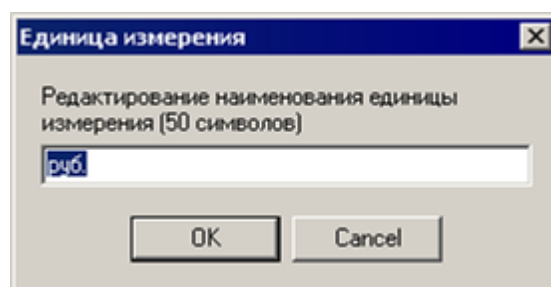 Единица измерения
Редактирование наименования единицы
измерения (50 символов)
руб.
OK Cancel